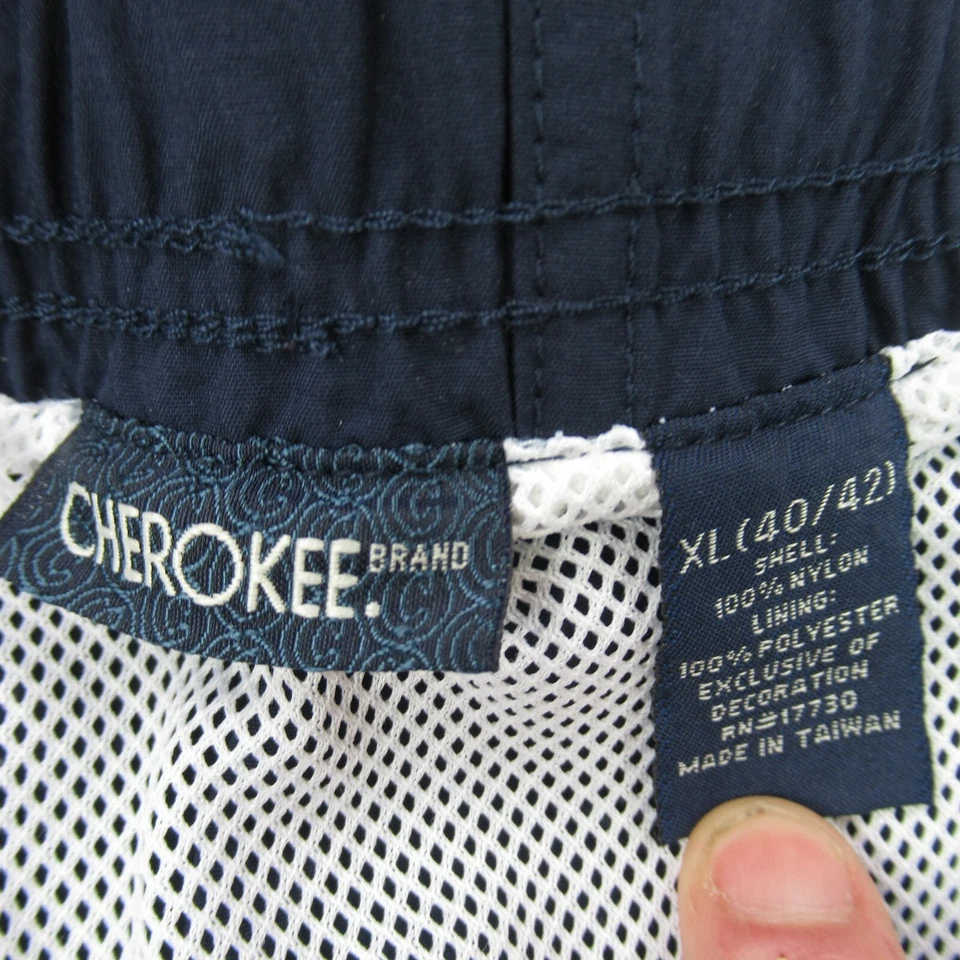 CHEROKEE. BRAND
XL (40/42)
SHELL:
100% NYLON
LINING:
100% POLYESTER
EXCLUSIVE OF
DECORATION
RN#17730
MADE IN TAIWAN